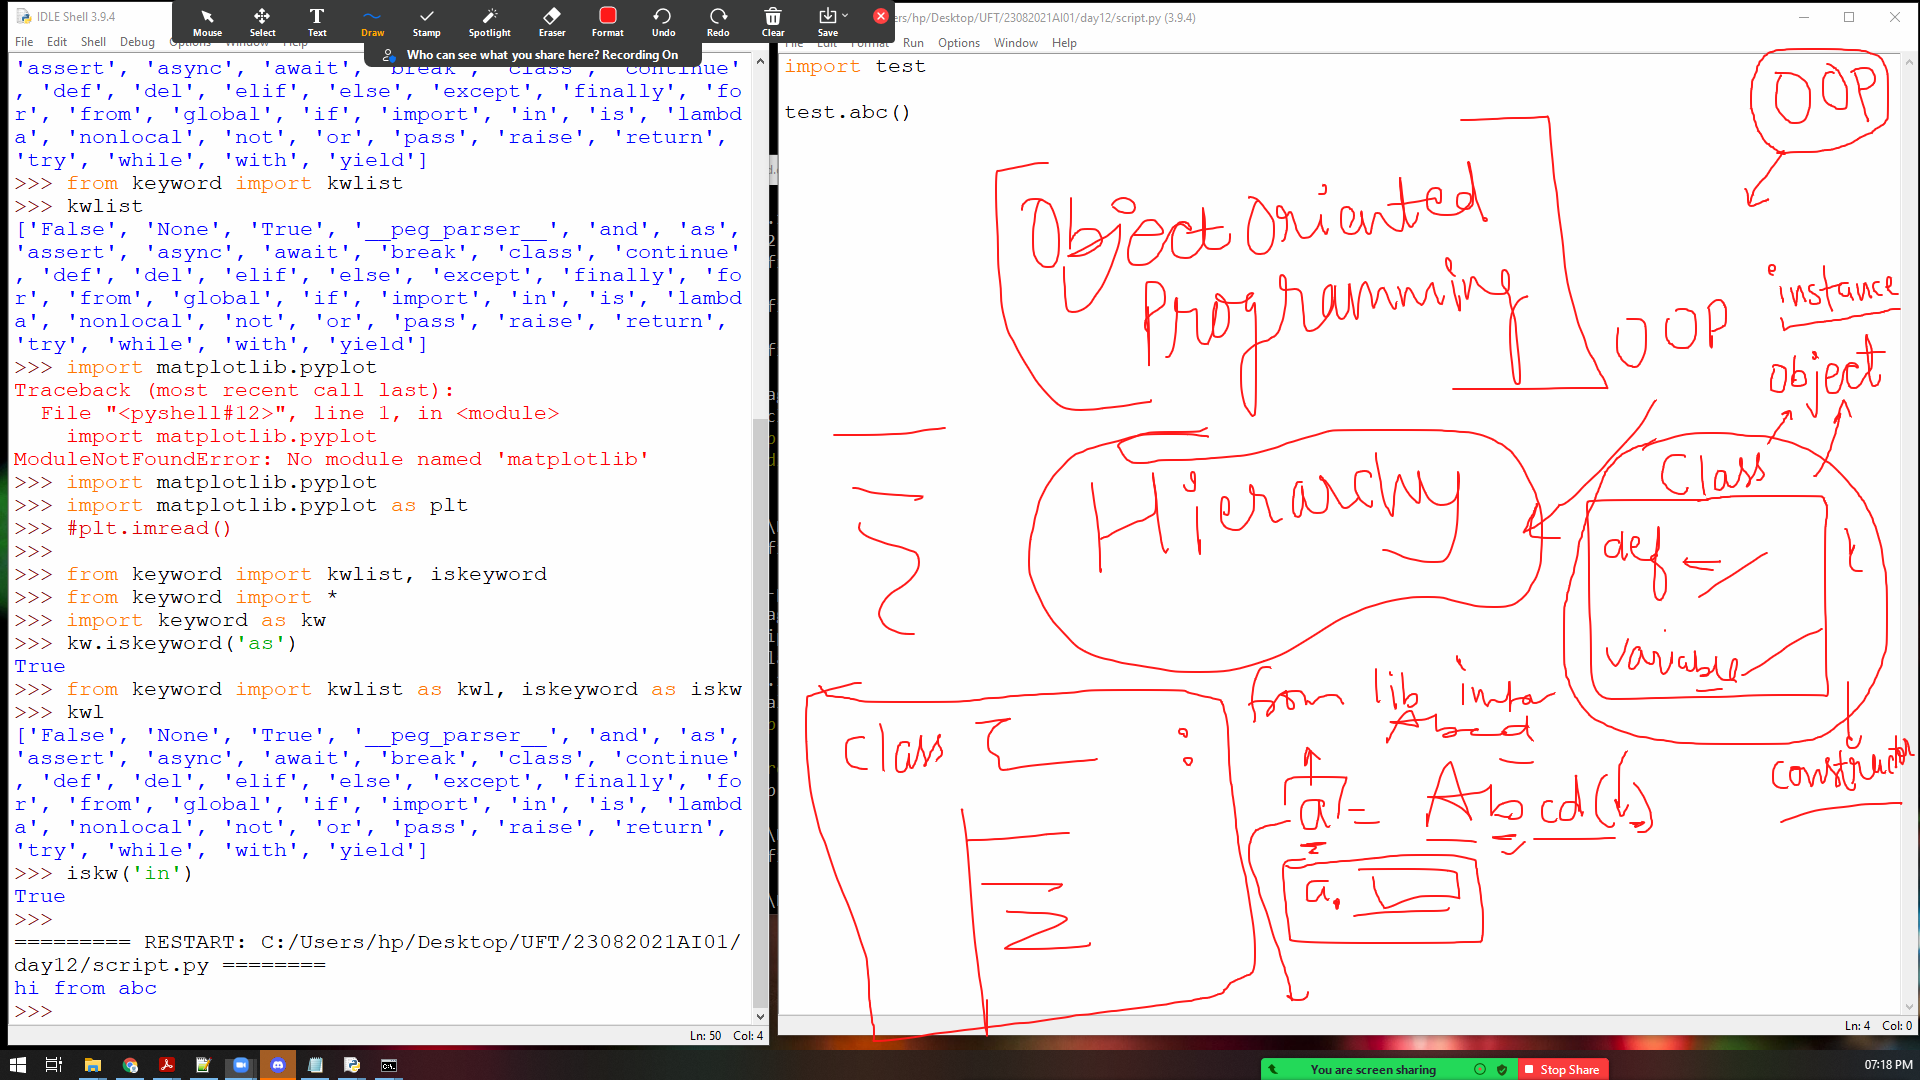 IDLE Shell 3.9.4
File Edit Shell Debug Options Window Help
Mouse Select Text Draw Stamp Spotlight Eraser Format Undo Redo Clear Save
Who can see what you share here? Recording On
'assert', 'async', 'await', 'break', 'class', 'continue'
, 'def', 'del', 'elif', 'else', 'except', 'finally', 'fo
r', 'from', 'global', 'if', 'import', 'in', 'is', 'lambd
a', 'nonlocal', 'not', 'or', 'pass', 'raise', 'return',
'try', 'while', 'with', 'yield']
>>> from keyword import kwlist
>>> kwlist
['False', 'None', 'True', '__peg_parser__', 'and', 'as',
'assert', 'async', 'await', 'break', 'class', 'continue'
, 'def', 'del', 'elif', 'else', 'except', 'finally', 'fo
r', 'from', 'global', 'if', 'import', 'in', 'is', 'lambd
a', 'nonlocal', 'not', 'or', 'pass', 'raise', 'return',
'try', 'while', 'with', 'yield']
>>> import matplotlib.pyplot
Traceback (most recent call last):
  File "<pyshell#12>", line 1, in <module>
    import matplotlib.pyplot
ModuleNotFoundError: No module named 'matplotlib'
>>> import matplotlib.pyplot
>>> import matplotlib.pyplot as plt
>>> #plt.imread()
>>>
>>> from keyword import kwlist, iskeyword
>>> from keyword import *
>>> import keyword as kw
>>> kw.iskeyword('as')
True
>>> from keyword import kwlist as kwl, iskeyword as iskw
>>> kwl
['False', 'None', 'True', '__peg_parser__', 'and', 'as',
'assert', 'async', 'await', 'break', 'class', 'continue'
, 'def', 'del', 'elif', 'else', 'except', 'finally', 'fo
r', 'from', 'global', 'if', 'import', 'in', 'is', 'lambd
a', 'nonlocal', 'not', 'or', 'pass', 'raise', 'return',
'try', 'while', 'with', 'yield']
>>> iskw('in')
True
>>>
========= RESTART: C:/Users/hp/Desktop/UFT/23082021AI01/
day12/script.py ========
hi from abc
>>>
Ln: 50 Col: 4
ers/hp/Desktop/UFT/23082021AI01/day12/script.py (3.9.4)
File Edit Format Run Options Window Help
import test
test.abc()
OOP
Object Oriented
Programming
OOP
instance
object
Hierarchy
Class
def
variable
constructor
class :
from lib impo
Abcd
a = Abcd( )
a.
Ln: 4 Col: 0
You are screen sharing
Stop Share
07:18 PM